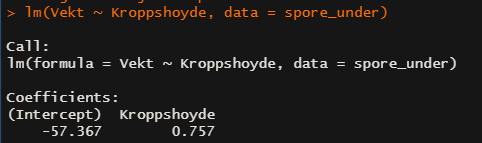 > lm(Vekt ~ Kroppshoyde, data = spore_under)
Call:
lm(formula = Vekt ~ Kroppshoyde, data = spore_under)
Coefficients:
(Intercept)  Kroppshoyde
    -57.367        0.757